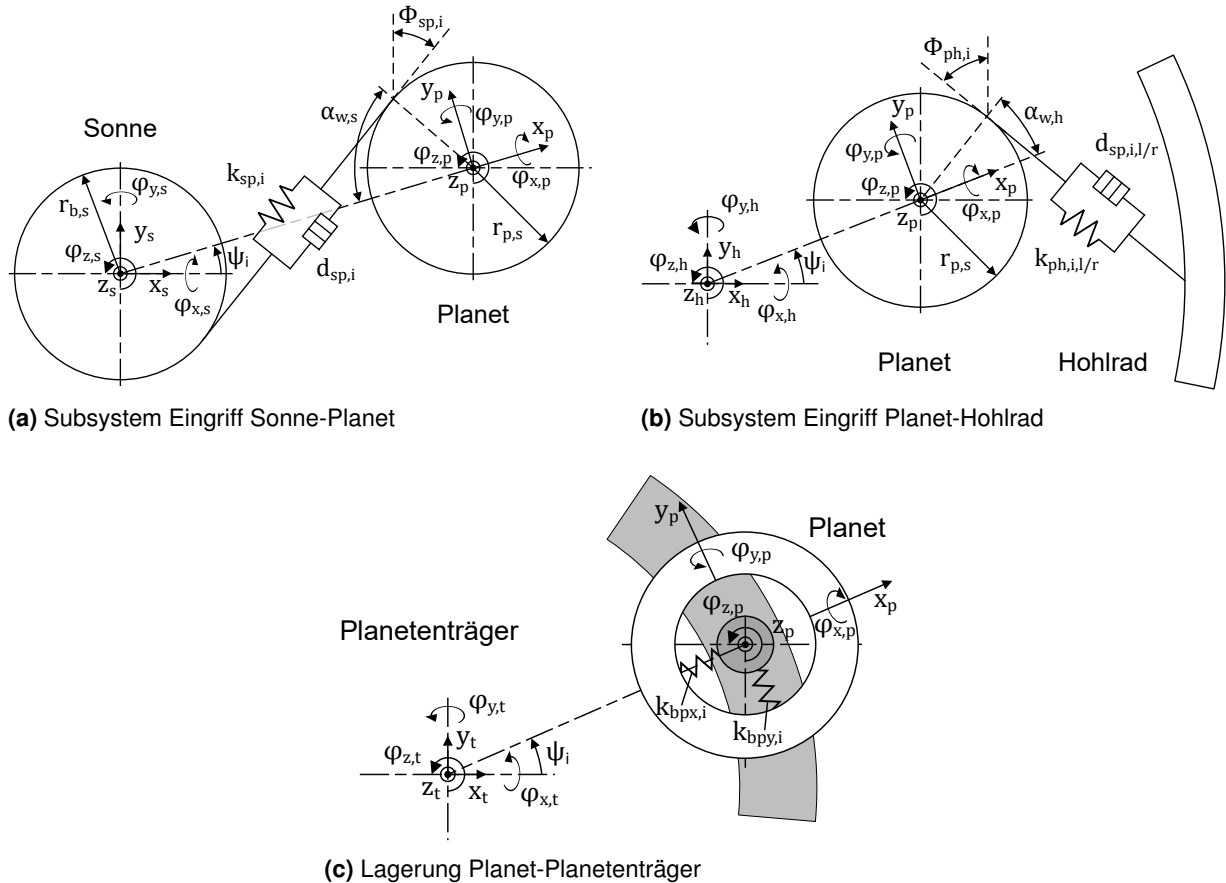 Φsp,i
αw,s
yp
φy,p
xp
φz,p
φx,p
zp
rp,s
Planet
Sonne
ksp,i
rb,s
φy,s
ys
φz,s
zs
xs
φx,s
ψi
dsp,i
(a) Subsystem Eingriff Sonne-Planet
Φph,i
yp
αw,h
φy,p
dsp,i,l/r
φz,p
xp
zp
φx,p
kph,i,l/r
rp,s
φy,h
yh
φz,h
ψi
zh
xh
φx,h
Planet
Hohlrad
(b) Subsystem Eingriff Planet-Hohlrad
yp
Planet
φy,p
xp
φz,p
zp
φx,p
Planetenträger
kbpx,i
kbpy,i
φy,t
yt
φz,t
ψi
zt
xt
φx,t
(c) Lagerung Planet-Planetenträger